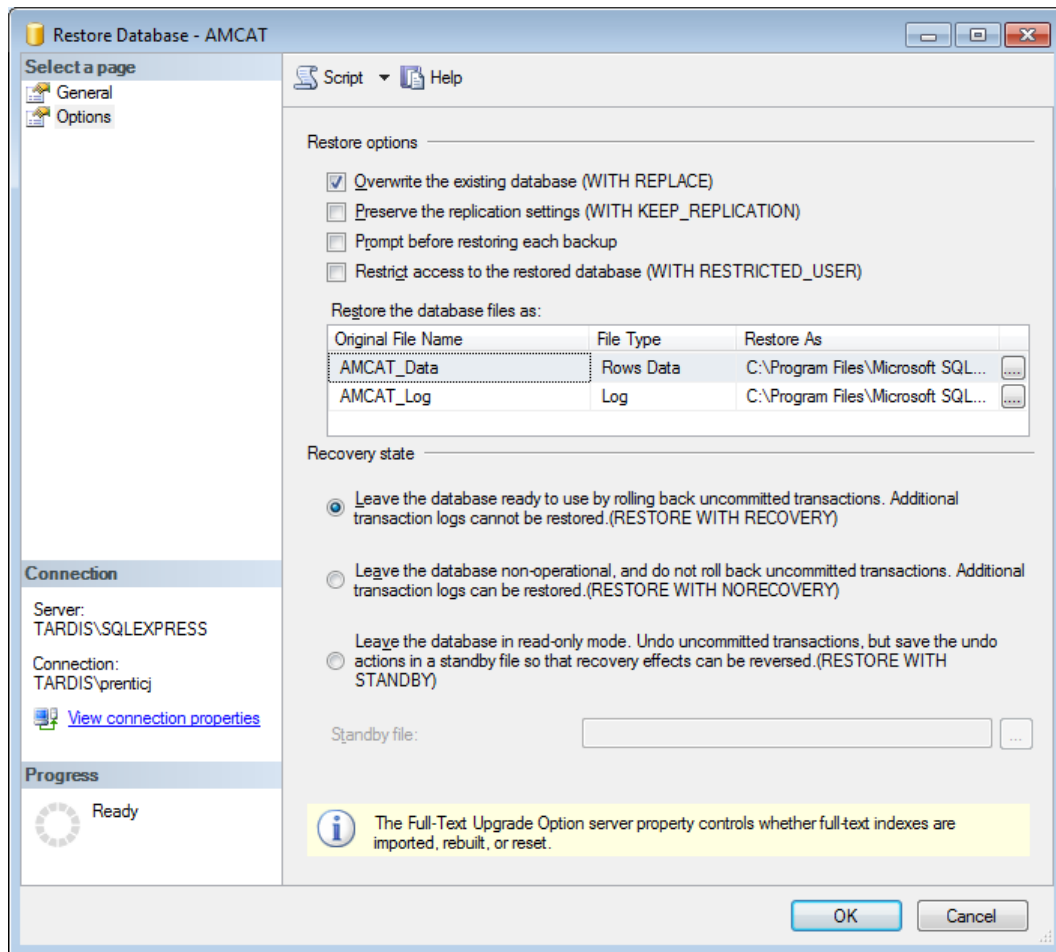 Restore Database - AMCAT
Select a page
General
Options
Script
Help
Restore options
Overwrite the existing database (WITH REPLACE)
Preserve the replication settings (WITH KEEP_REPLICATION)
Prompt before restoring each backup
Restrict access to the restored database (WITH RESTRICTED_USER)
Restore the database files as:
Original File Name File Type Restore As
AMCAT_Data Rows Data C:\Program Files\Microsoft SQL... ....
AMCAT_Log Log C:\Program Files\Microsoft SQL... ....
Recovery state
Leave the database ready to use by rolling back uncommitted transactions. Additional
transaction logs cannot be restored.(RESTORE WITH RECOVERY)
Leave the database non-operational, and do not roll back uncommitted transactions. Additional
transaction logs can be restored.(RESTORE WITH NORECOVERY)
Leave the database in read-only mode. Undo uncommitted transactions, but save the undo
actions in a standby file so that recovery effects can be reversed.(RESTORE WITH
STANDBY)
Standby file: ...
Connection
Server:
TARDIS\SQLEXPRESS
Connection:
TARDIS\prenticj
View connection properties
Progress
Ready
The Full-Text Upgrade Option server property controls whether full-text indexes are
imported, rebuilt, or reset.
OK Cancel